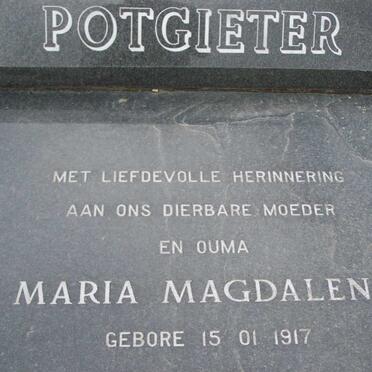 POTGIETER
MET LIEFDEVOLLE HERINNERING
AAN ONS DIERBARE MOEDER
EN OUMA
MARIA MAGDALEN
GEBORE 15 01 1917